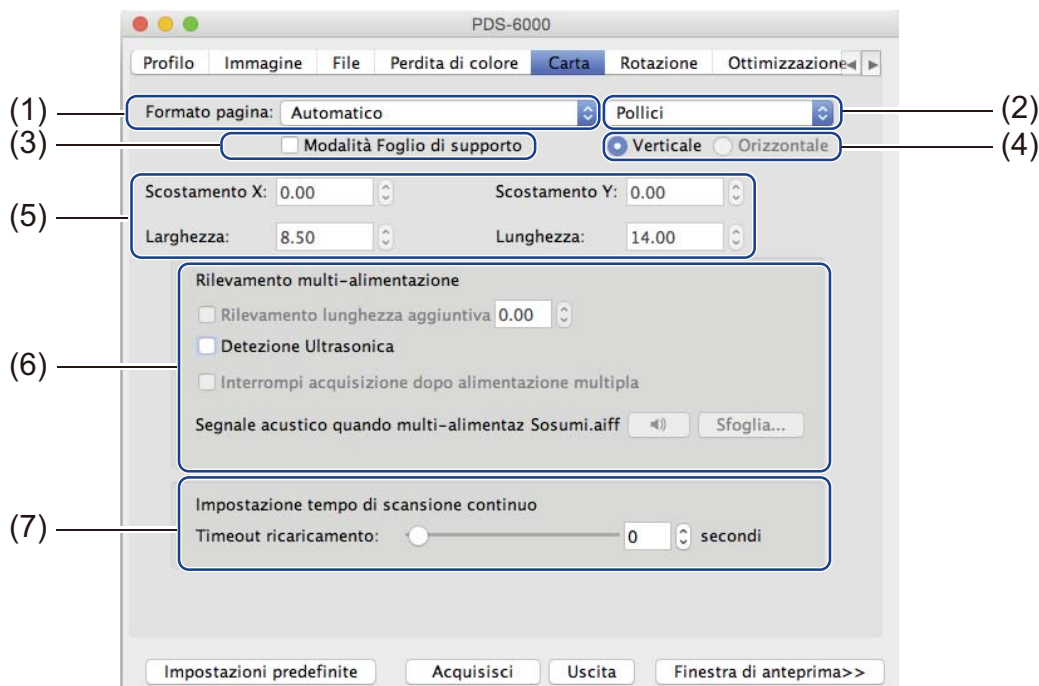 PDS-6000
Profilo Immagine File Perdita di colore Carta Rotazione Ottimizzazione
(1) Formato pagina: Automatico Pollici (2)
(3) Modalità Foglio di supporto Verticale Orizzontale (4)
Scostamento X: 0.00 Scostamento Y: 0.00
(5)
Larghezza: 8.50 Lunghezza: 14.00
Rilevamento multi-alimentazione
Rilevamento lunghezza aggiuntiva 0.00
Detezione Ultrasonica
(6)
Interrompi acquisizione dopo alimentazione multipla
Segnale acustico quando multi-alimentaz Sosumi.aiff Sfoglia...
Impostazione tempo di scansione continuo
(7)
Timeout ricaricamento: 0 secondi
Impostazioni predefinite Acquisisci Uscita Finestra di anteprima>>